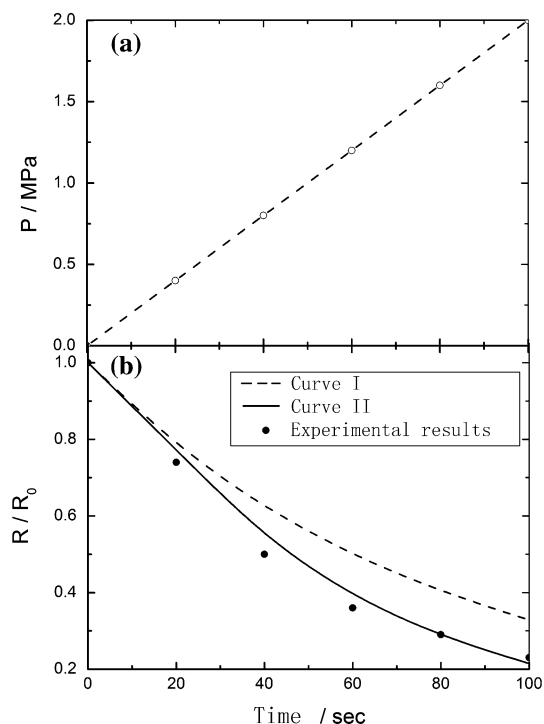 (a)
2.0
1.5
1.0
0.5
0.0
P / MPa
(b)
1.0
0.8
0.6
0.4
0.2
R / R0
Curve I
Curve II
Experimental results
0 20 40 60 80 100
Time / sec